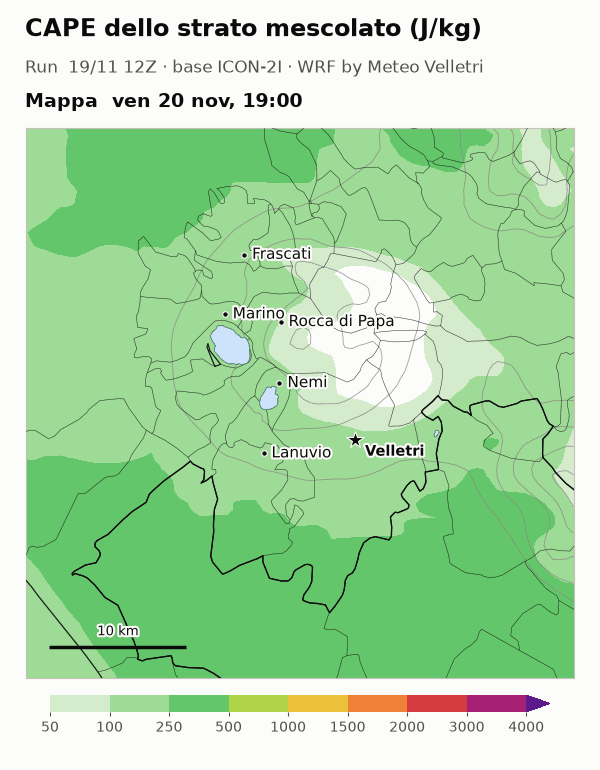 CAPE dello strato mescolato (J/kg)
Run  19/11 12Z · base ICON-2I · WRF by Meteo Velletri
Mappa  ven 20 nov, 19:00
Frascati
Marino
Rocca di Papa
Nemi
Velletri
Lanuvio
10 km
50 100 250 500 1000 1500 2000 3000 4000